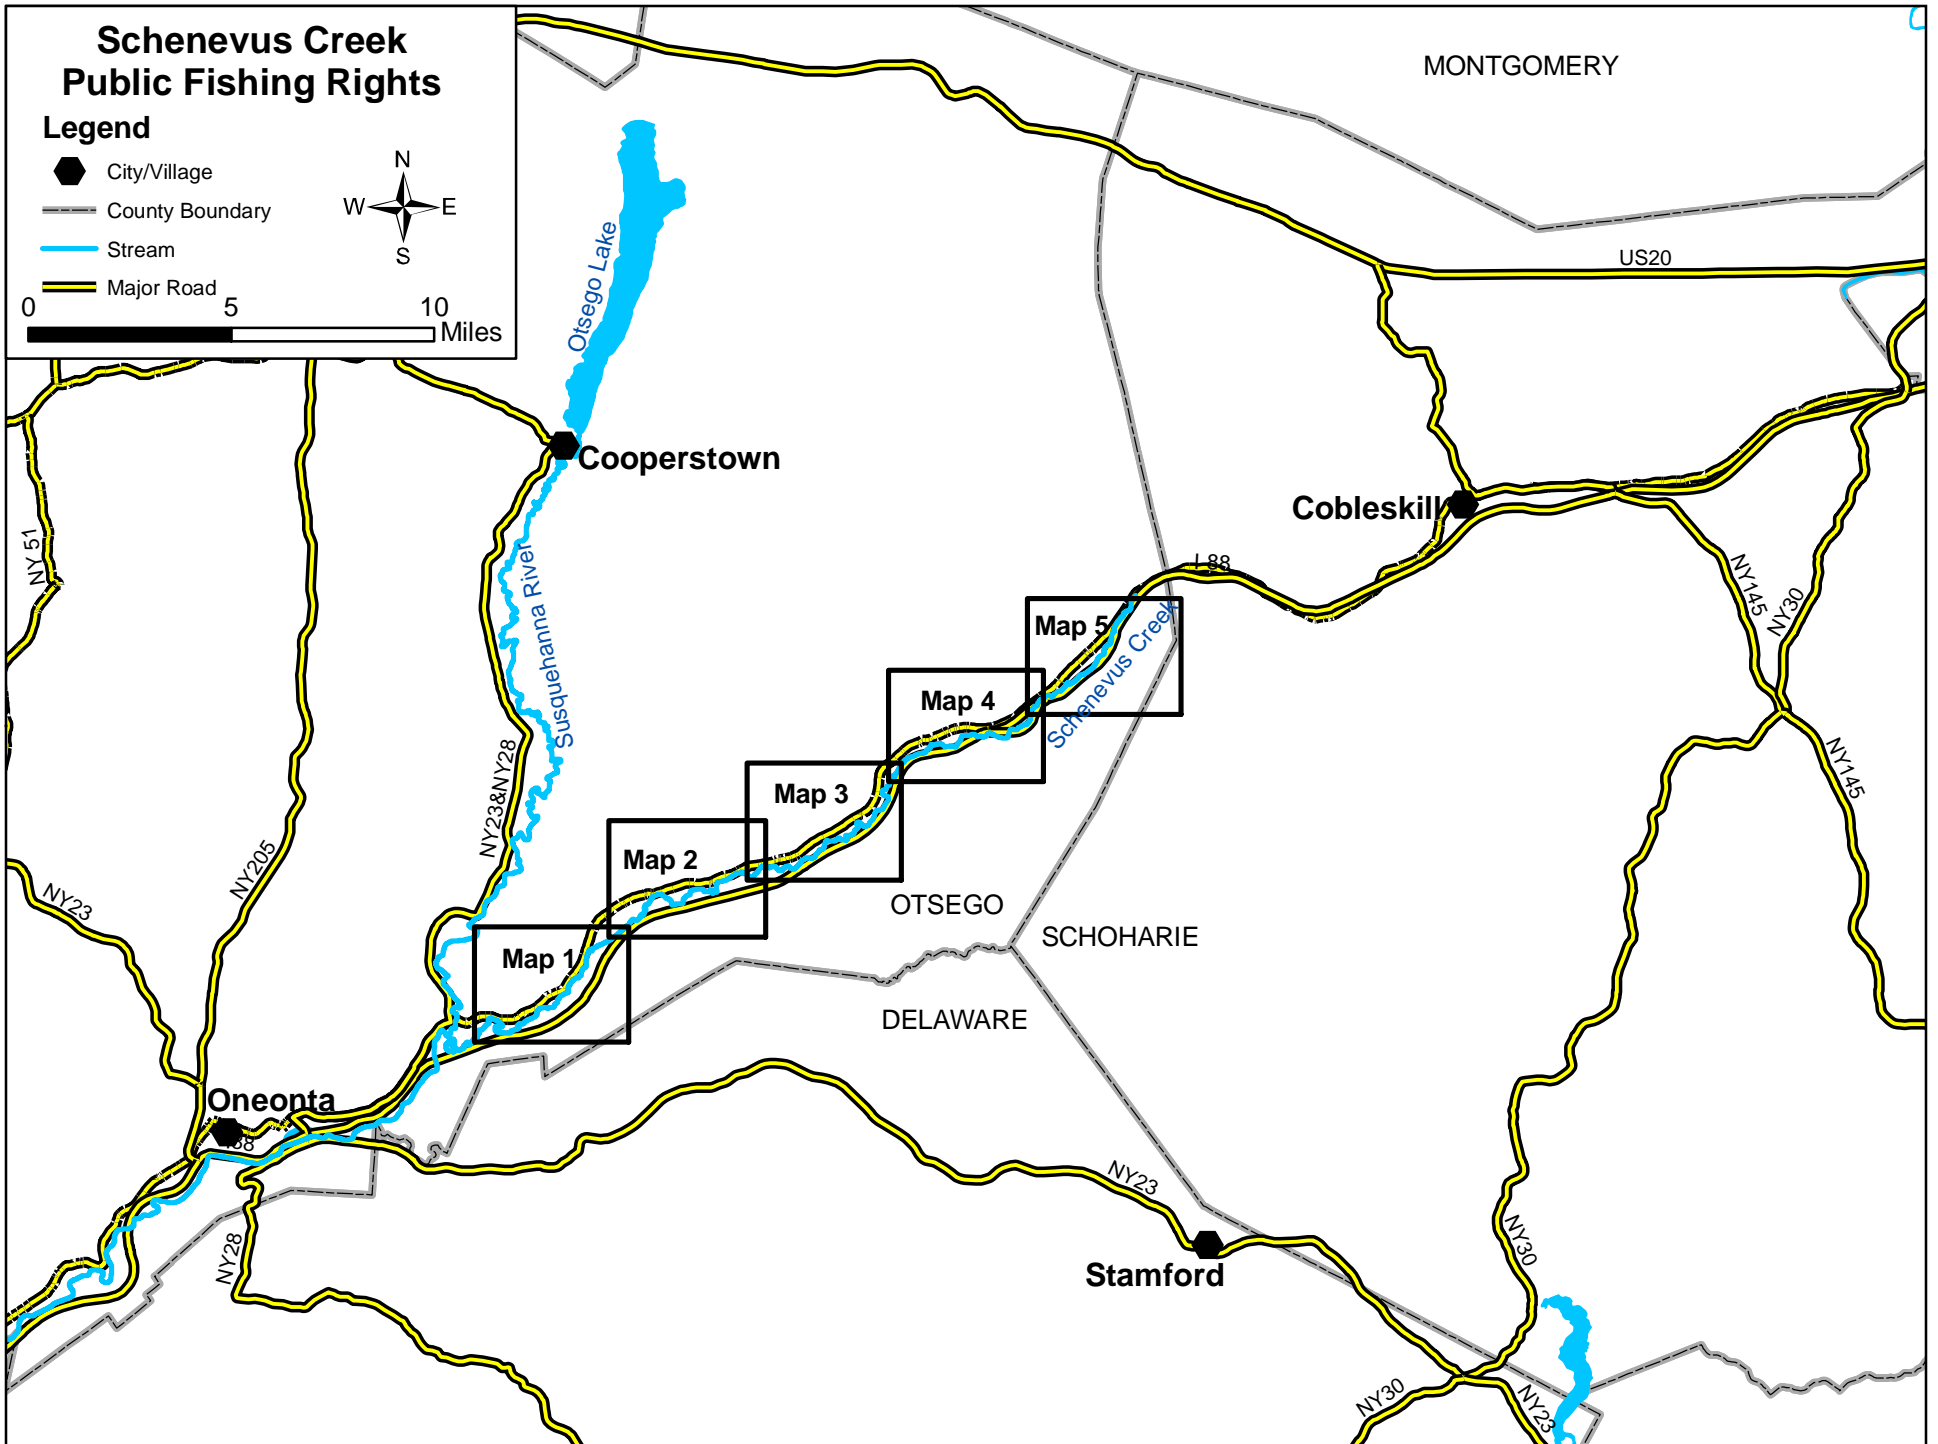 Schenevus Creek
Public Fishing Rights
Legend
City/Village
County Boundary
Stream
Major Road
N
W
E
S
0
5
10
Miles
MONTGOMERY
US20
Otsego Lake
Cooperstown
Cobleskill
NY 51
Susquehanna River
I-88
NY145
NY30
Map 5
Schenevus Creek
Map 4
NY23&NY28
Map 3
NY145
Map 2
NY205
NY23
OTSEGO
SCHOHARIE
Map 1
DELAWARE
Oneonta
NY23
NY28
NY30
Stamford
NY30
NY23